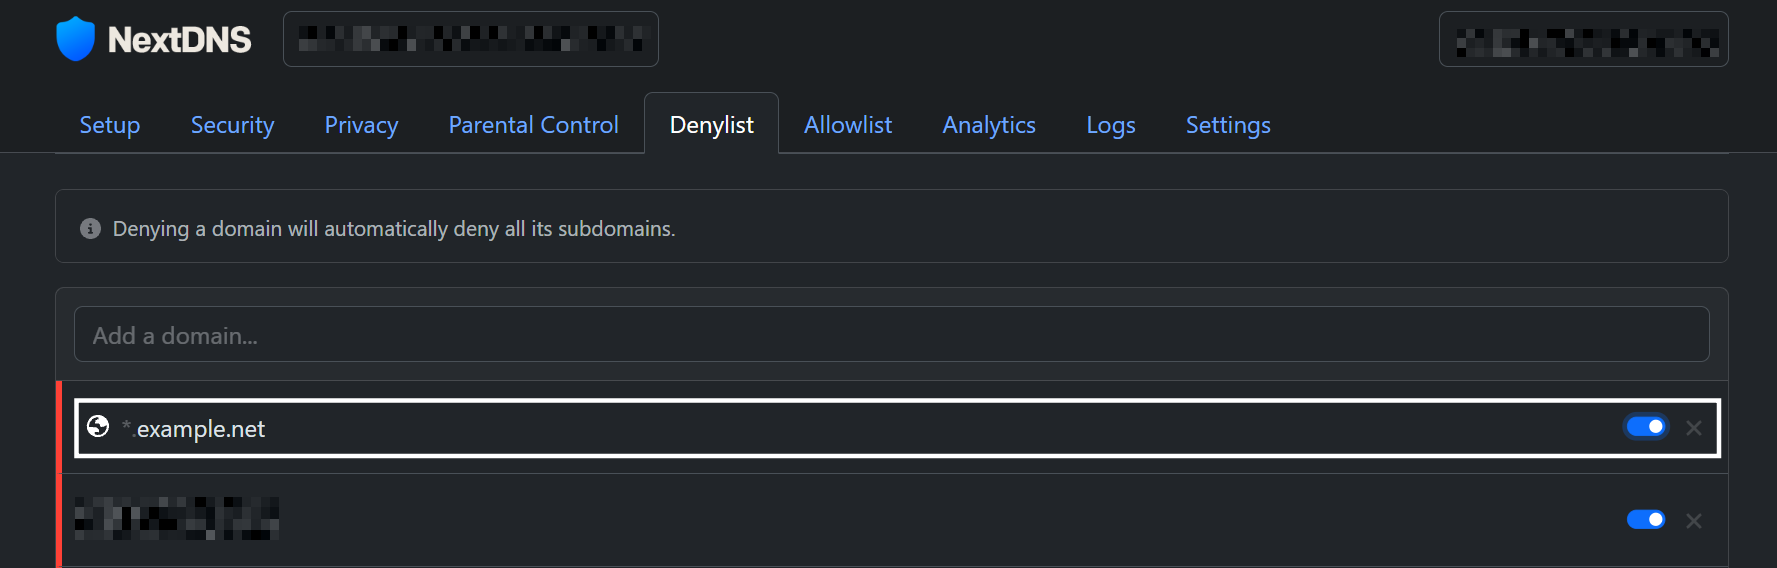 NextDNS
Setup Security Privacy Parental Control Denylist Allowlist Analytics Logs Settings
Denying a domain will automatically deny all its subdomains.
Add a domain...
*.example.net